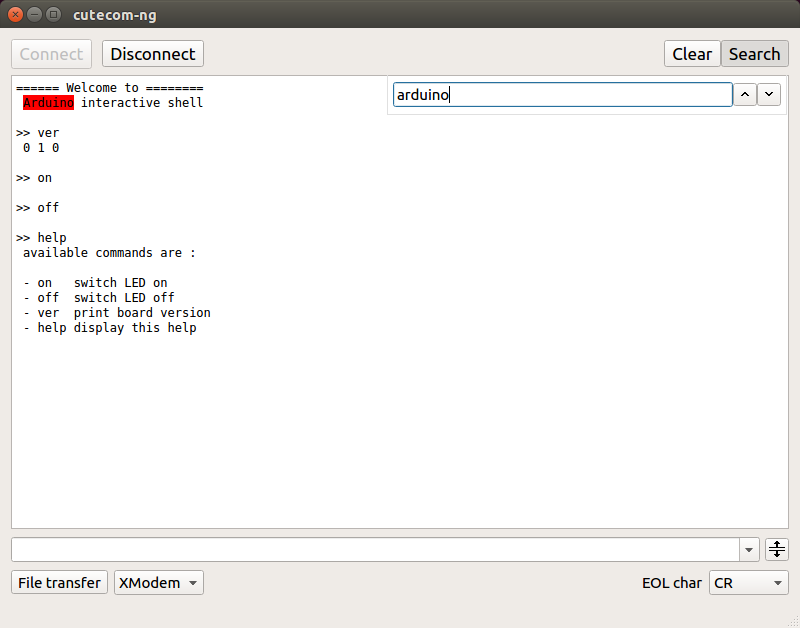 cutecom-ng
Connect Disconnect Clear Search
====== Welcome to ========
Arduino interactive shell
arduino
>> ver
0 1 0
>> on
>> off
>> help
available commands are :
- on switch LED on
- off switch LED off
- ver print board version
- help display this help
File transfer XModem EOL char CR